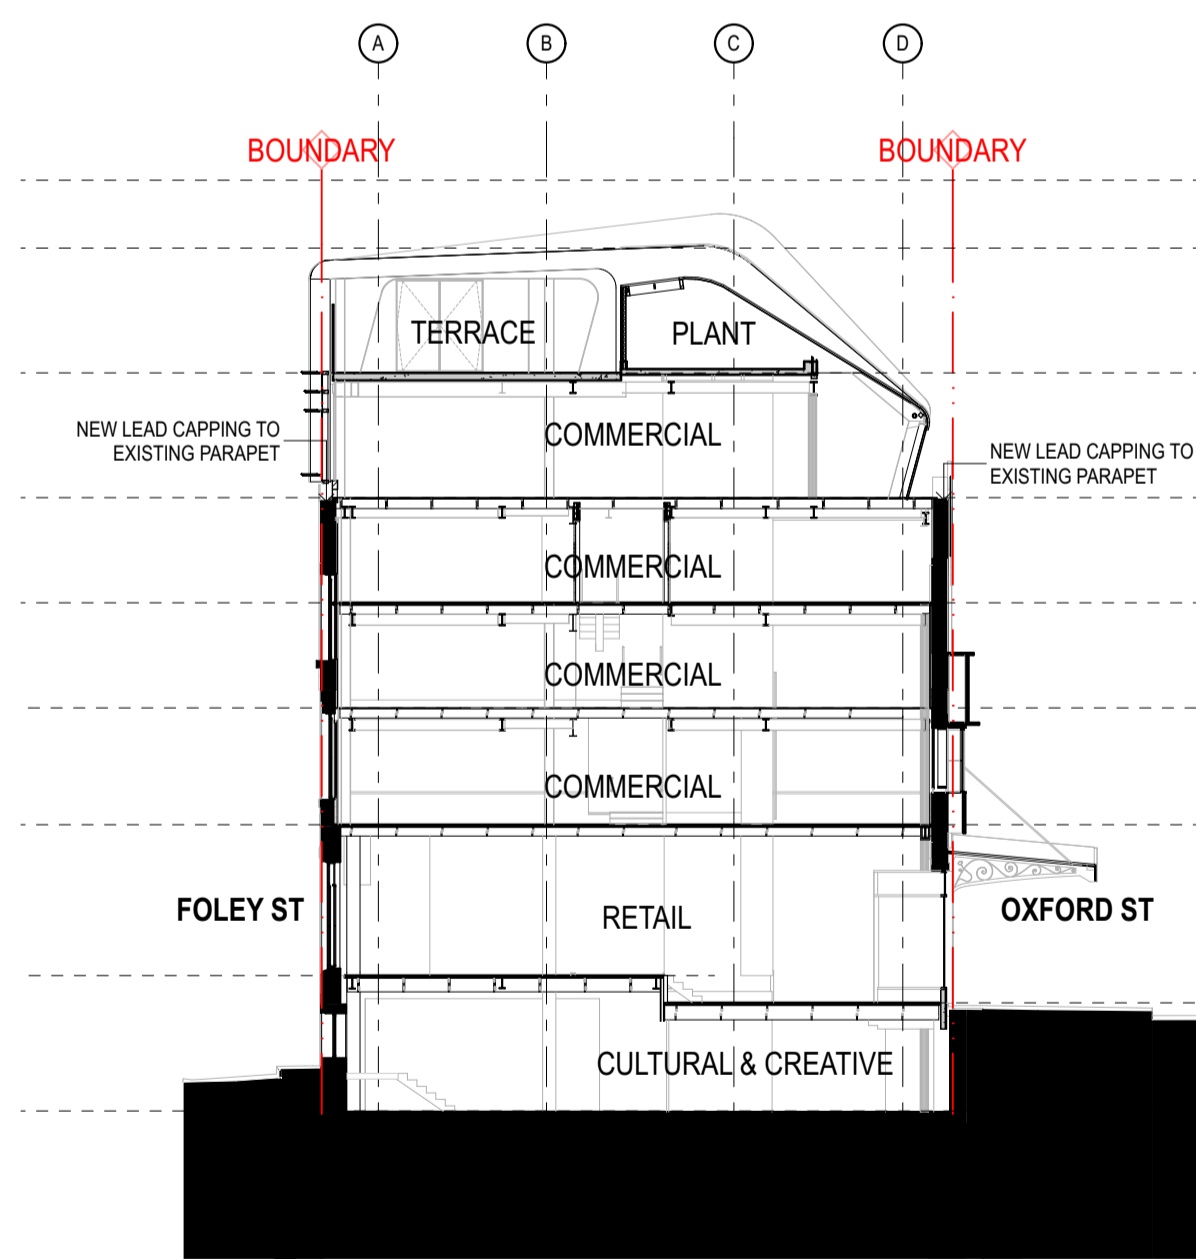 A
B
C
D
BOUNDARY
BOUNDARY
TERRACE
PLANT
COMMERCIAL
NEW LEAD CAPPING TO
EXISTING PARAPET
NEW LEAD CAPPING TO
EXISTING PARAPET
COMMERCIAL
COMMERCIAL
COMMERCIAL
FOLEY ST
RETAIL
OXFORD ST
CULTURAL & CREATIVE